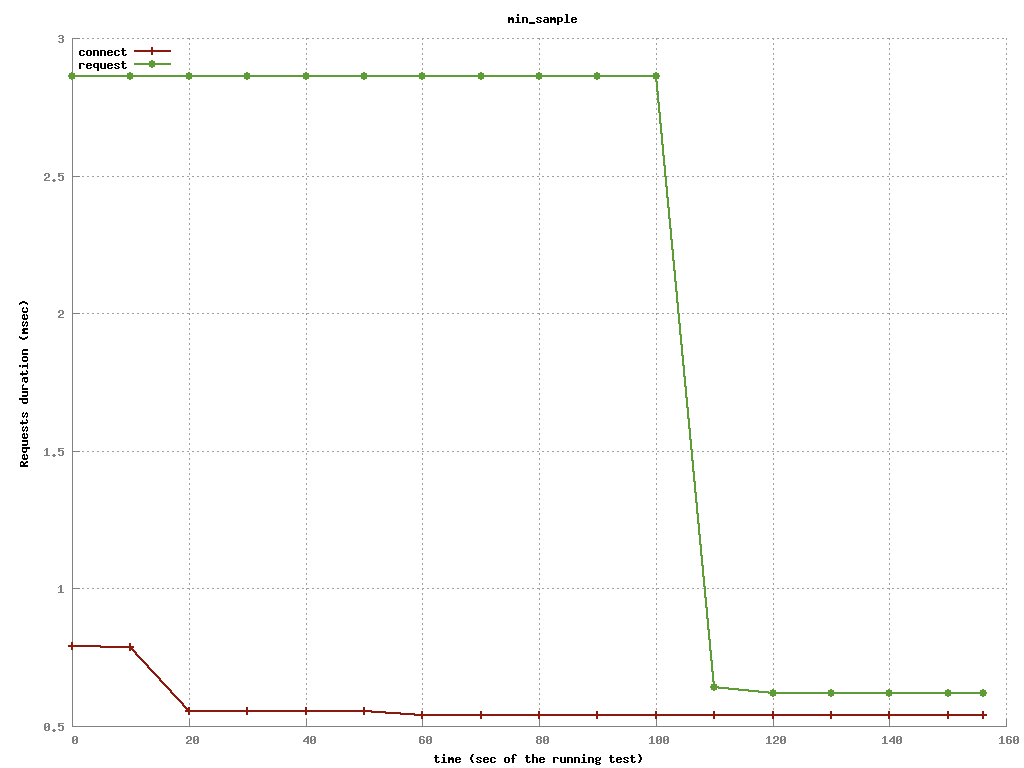 min_sample
connect
request
3
2.5
2
1.5
1
0.5
0 20 40 60 80 100 120 140 160
Requests duration (msec)
time (sec of the running test)